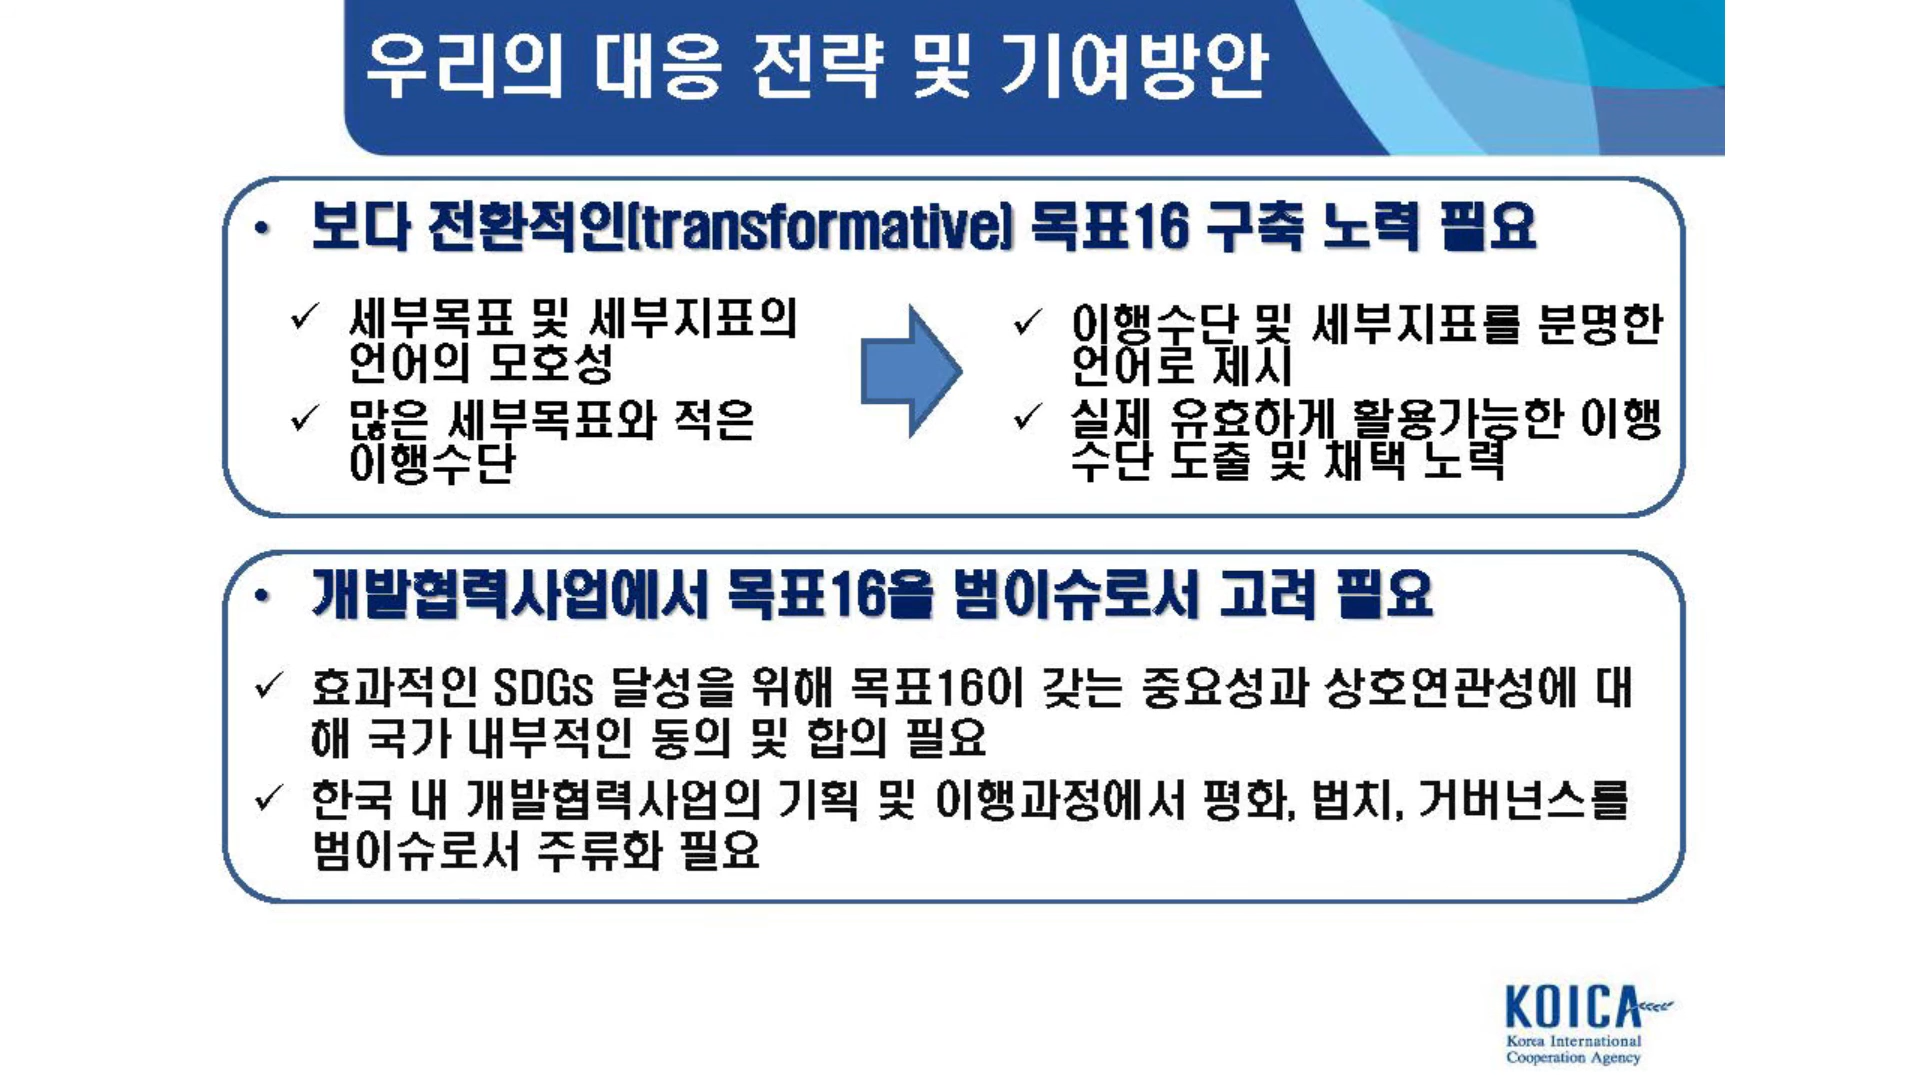 우리의 대응 전략 및 기여방안
• 보다 전환적인(transformative) 목표16 구축 노력 필요
✓ 세부목표 및 세부지표의
언어의 모호성
✓ 많은 세부목표와 적은
이행수단
✓ 이행수단 및 세부지표를 분명한
언어로 제시
✓ 실제 유효하게 활용가능한 이행
수단 도출 및 채택 노력
• 개발협력사업에서 목표16을 범이슈로서 고려 필요
✓ 효과적인 SDGs 달성을 위해 목표16이 갖는 중요성과 상호연관성에 대
해 국가 내부적인 동의 및 합의 필요
✓ 한국 내 개발협력사업의 기획 및 이행과정에서 평화, 법치, 거버넌스를
범이슈로서 주류화 필요
KOICA
Korea International
Cooperation Agency